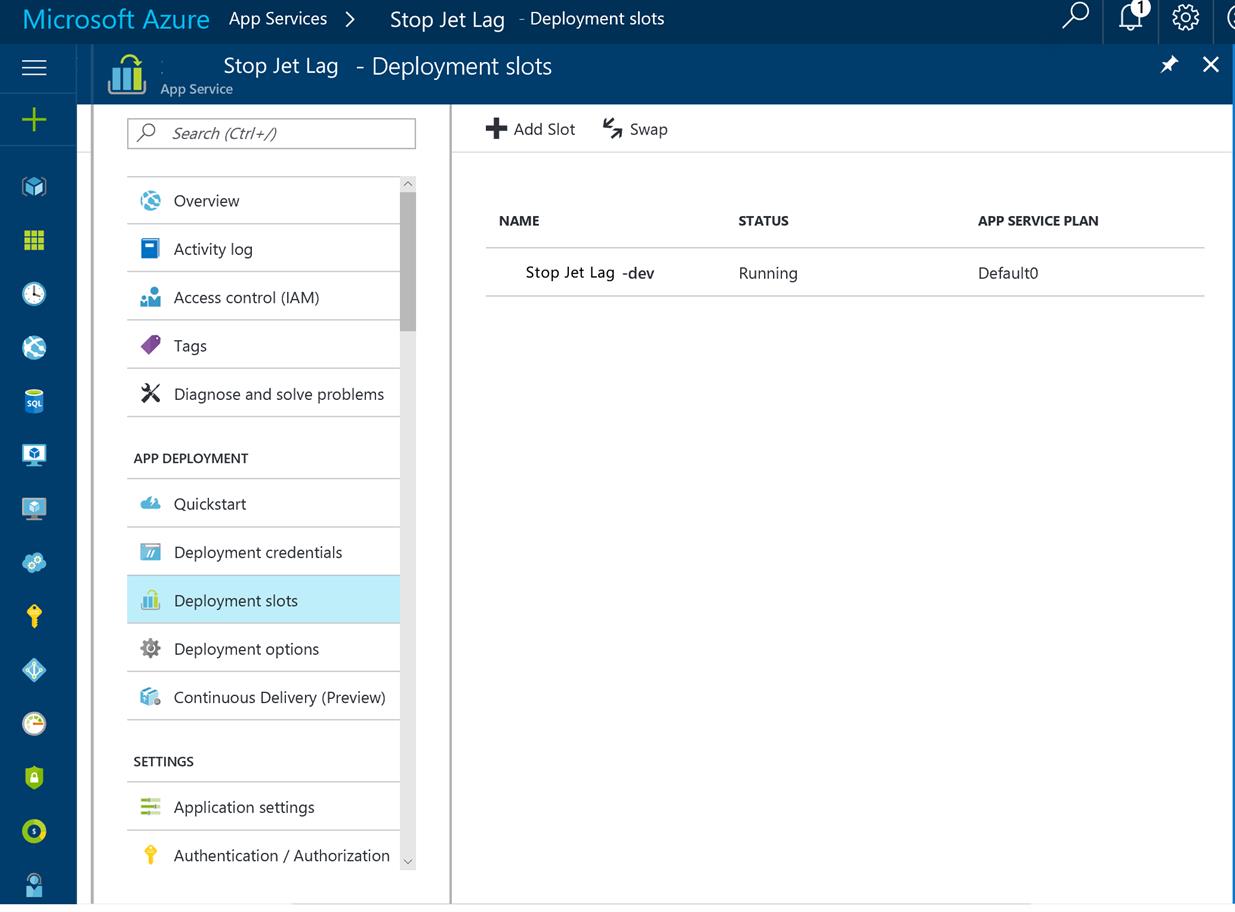 Microsoft Azure App Services > Stop Jet Lag - Deployment slots
1
Stop Jet Lag - Deployment slots
App Service
Search (Ctrl+/)
Add Slot Swap
Overview
Activity log
Access control (IAM)
Tags
Diagnose and solve problems
APP DEPLOYMENT
Quickstart
Deployment credentials
Deployment slots
Deployment options
Continuous Delivery (Preview)
SETTINGS
Application settings
Authentication / Authorization
NAME STATUS APP SERVICE PLAN
Stop Jet Lag -dev Running Default0
SQL
$